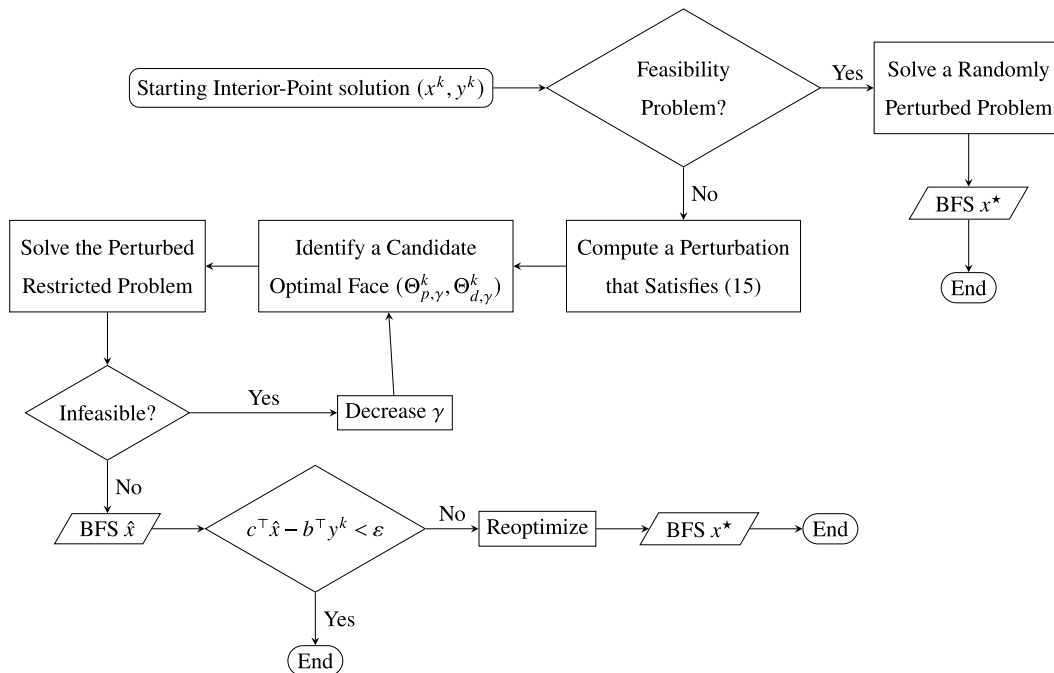 Starting Interior-Point solution (x^k, y^k)
Feasibility
Problem?
Yes
Solve a Randomly
Perturbed Problem
No
BFS x⋆
End
Solve the Perturbed
Restricted Problem
Identify a Candidate
Optimal Face (Θ^k_{p,γ}, Θ^k_{d,γ})
Compute a Perturbation
that Satisfies (15)
Infeasible?
Yes
Decrease γ
No
BFS x̂
c^⊤x̂ − b^⊤y^k < ε
No
Reoptimize
BFS x⋆
End
Yes
End